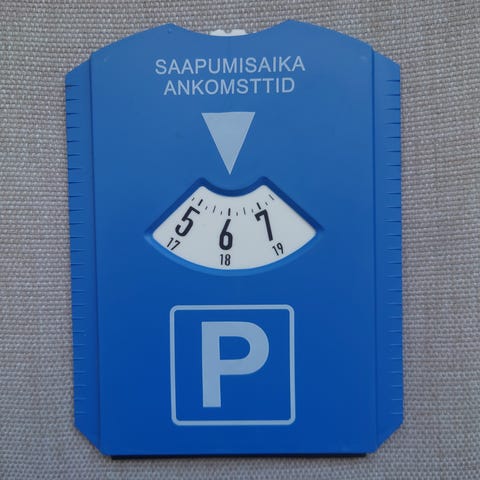 SAAPUMISAIKA
ANKOMSTTID
5 6 7
17 18 19
P